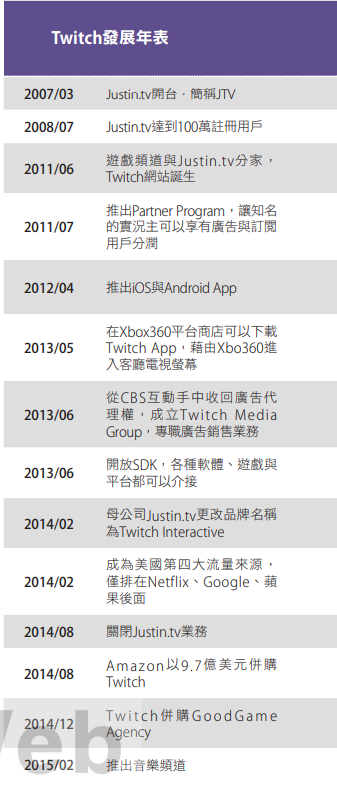 Twitch發展年表
2007/03 Justin.tv開台，簡稱JTV
2008/07 Justin.tv達到100萬註冊用戶
2011/06 遊戲頻道與Justin.tv分家，
Twitch網站誕生
2011/07 推出Partner Program，讓知名
的實況主可以享有廣告與訂閱
用戶分潤
2012/04 推出iOS與Android App
2013/05 在Xbox360平台商店可以下載
Twitch App，藉由Xbo360進
入客廳電視螢幕
2013/06 從CBS互動手中收回廣告代
理權，成立Twitch Media
Group，專職廣告銷售業務
2013/06 開放SDK，各種軟體、遊戲與
平台都可以介接
2014/02 母公司Justin.tv更改品牌名稱
為Twitch Interactive
2014/02 成為美國第四大流量來源，
僅排在Netflix、Google、蘋
果後面
2014/08 關閉Justin.tv業務
2014/08 Amazon以9.7億美元併購
Twitch
2014/12 Twitch併購GoodGame
Agency
2015/02 推出音樂頻道
Web